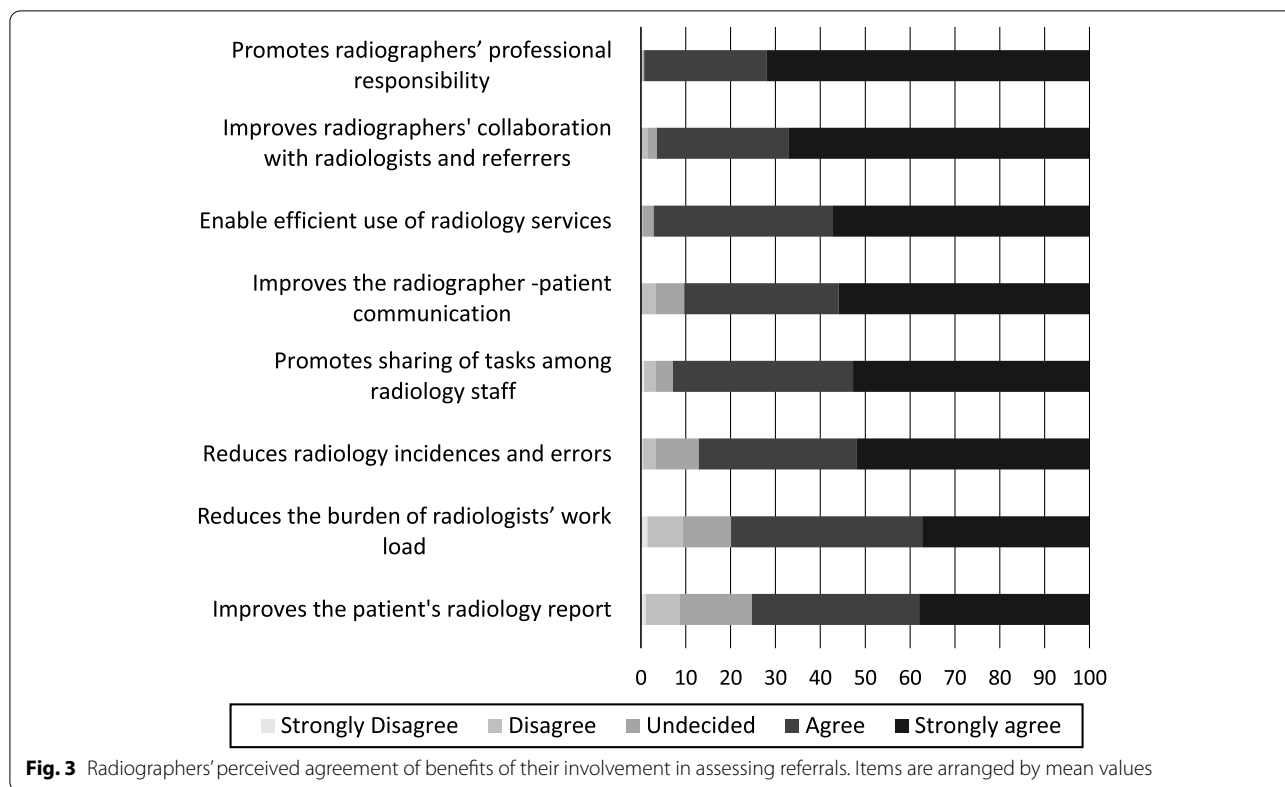 Promotes radiographers’ professional
responsibility
Improves radiographers' collaboration
with radiologists and referrers
Enable efficient use of radiology services
Improves the radiographer -patient
communication
Promotes sharing of tasks among
radiology staff
Reduces radiology incidences and errors
Reduces the burden of radiologists’ work
load
Improves the patient's radiology report
0 10 20 30 40 50 60 70 80 90 100
Strongly Disagree Disagree Undecided Agree Strongly agree
Fig. 3 Radiographers’ perceived agreement of benefits of their involvement in assessing referrals. Items are arranged by mean values